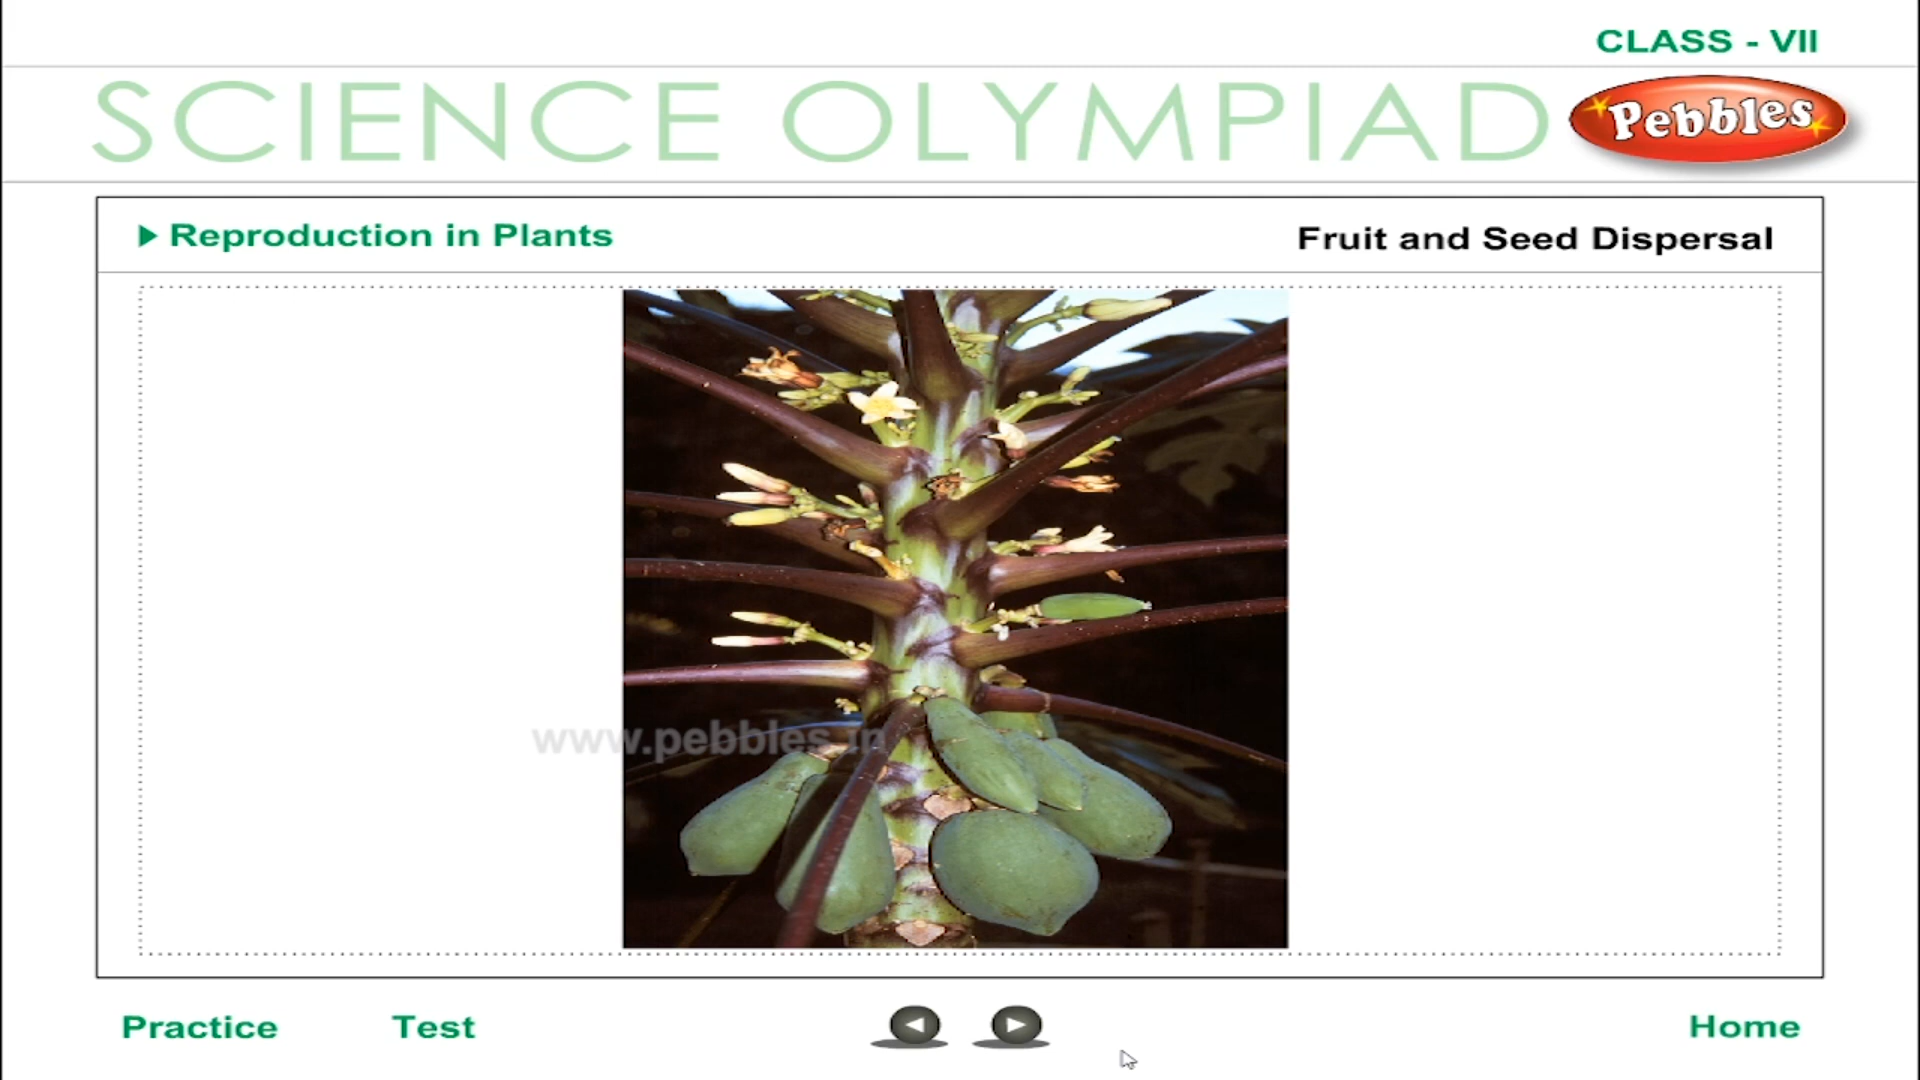 CLASS - VII
SCIENCE OLYMPIAD
Pebbles
Reproduction in Plants
Fruit and Seed Dispersal
www.pebbles.in
Practice
Test
Home